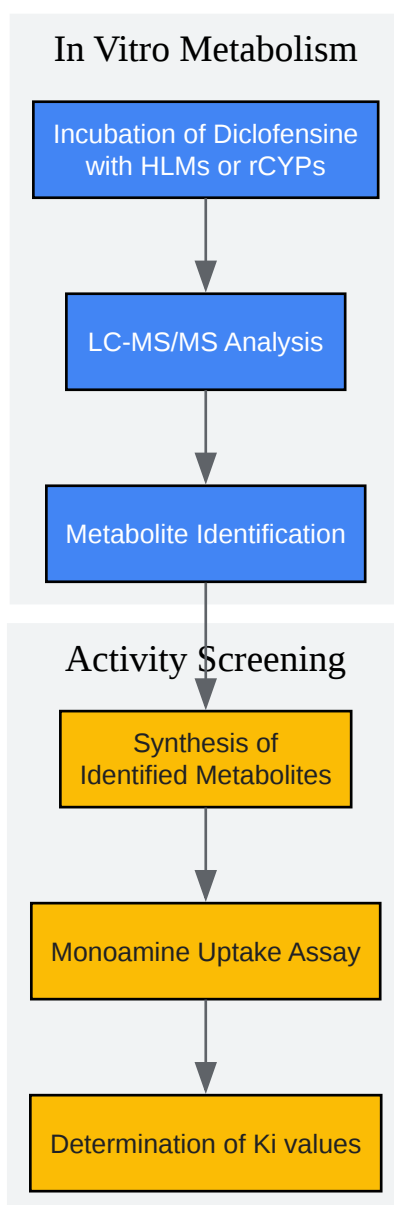 In Vitro Metabolism
Incubation of Diclofensine
with HLMs or rCYPs
LC-MS/MS Analysis
Metabolite Identification
Activity Screening
Synthesis of
Identified Metabolites
Monoamine Uptake Assay
Determination of Ki values